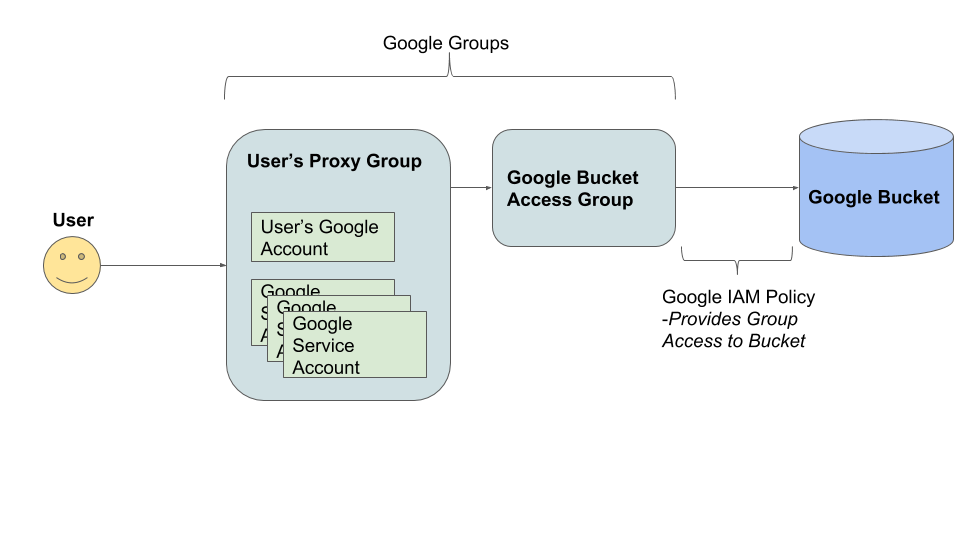 Google Groups
User’s Proxy Group
Google Bucket
Access Group
Google Bucket
User
User’s Google
Account
Google
S
A
Google
S
A
Google
Service
Account
Google IAM Policy
-Provides Group
Access to Bucket